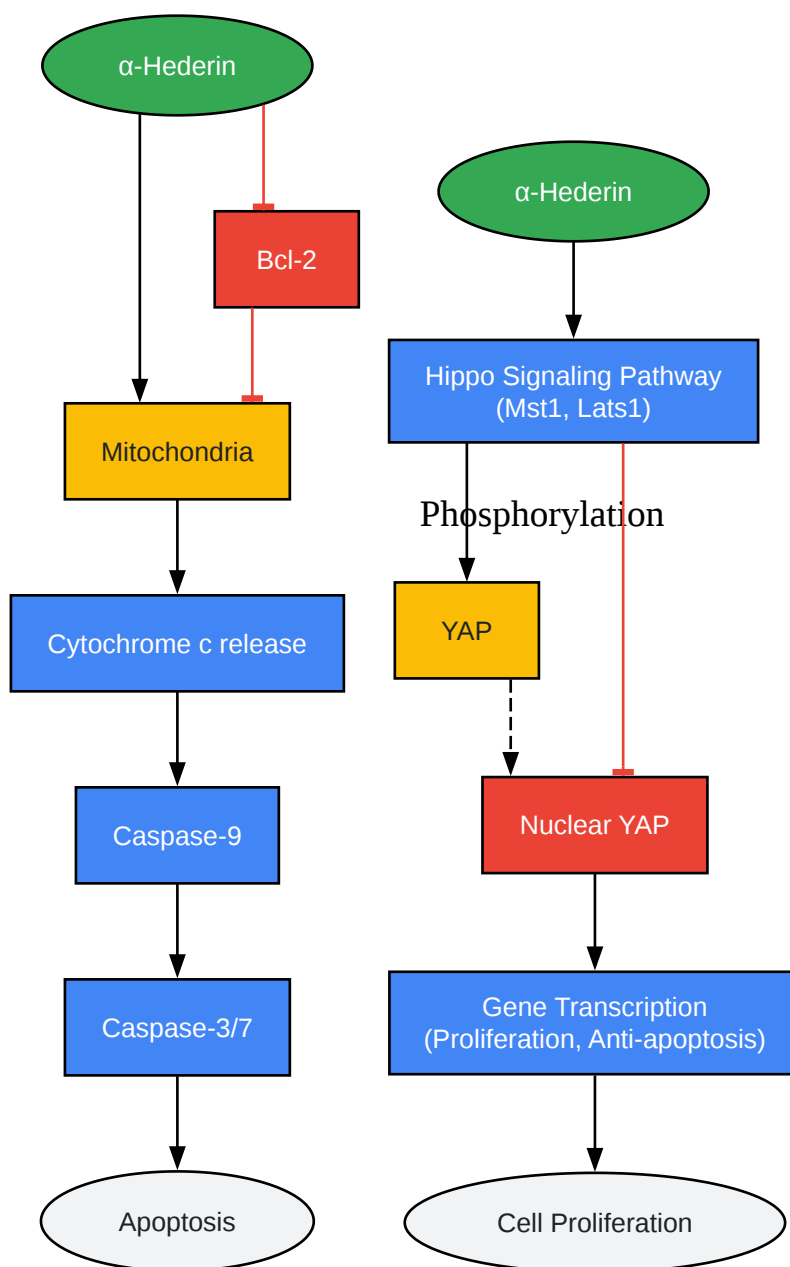 α-Hederin
Bcl-2
Mitochondria
Cytochrome c release
Caspase-9
Caspase-3/7
Apoptosis
α-Hederin
Hippo Signaling Pathway
(Mst1, Lats1)
Phosphorylation
YAP
Nuclear YAP
Gene Transcription
(Proliferation, Anti-apoptosis)
Cell Proliferation